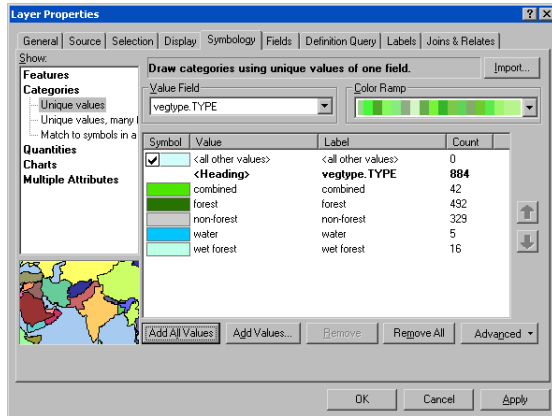 Layer Properties
General Source Selection Display Symbology Fields Definition Query Labels Joins & Relates
Show:
Features
Categories
Unique values
Unique values, many
Match to symbols in a
Quantities
Charts
Multiple Attributes
Draw categories using unique values of one field.
Import...
Value Field
vegtype.TYPE
Color Ramp
Symbol Value Label Count
<all other values> <all other values> 0
<Heading> vegtype.TYPE 884
combined combined 42
forest forest 492
non-forest non-forest 329
water water 5
wet forest wet forest 16
Add All Values Add Values... Remove Remove All Advanced
OK Cancel Apply